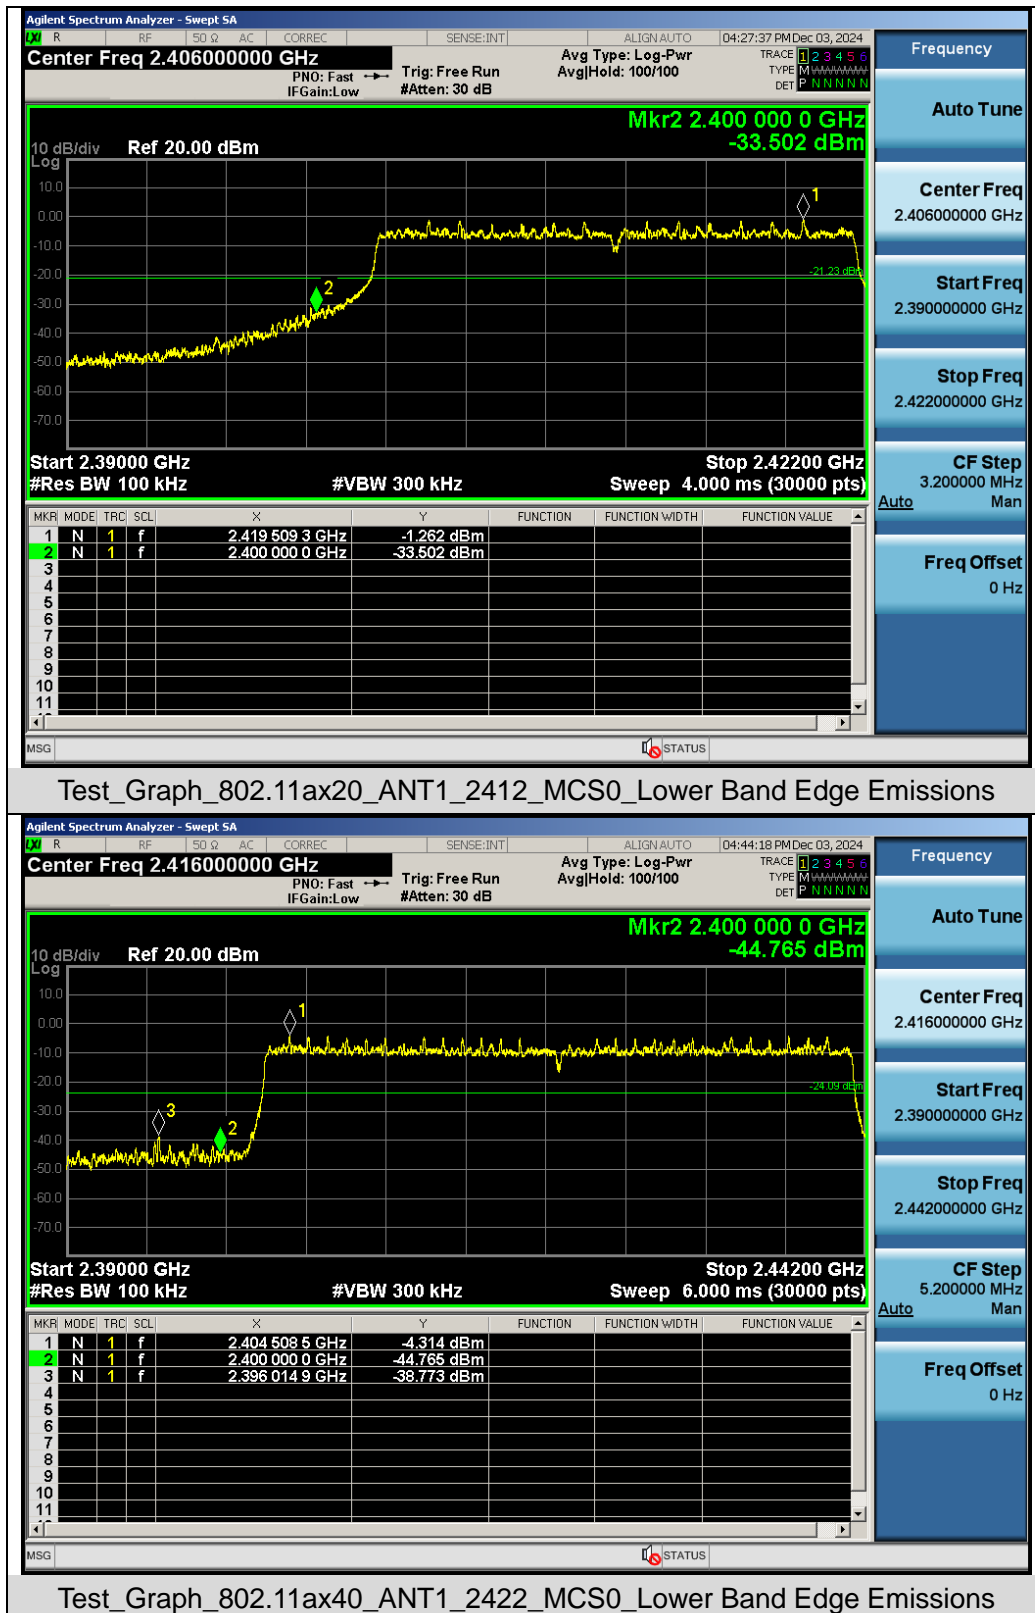 Agilent Spectrum Analyzer - Swept SA
LXI R RF 50 Ω AC CORREC SENSE:INT ALIGN AUTO 04:27:37 PM Dec 03, 2024
Center Freq 2.406000000 GHz
PNO: Fast
IFGain:Low
Trig: Free Run
#Atten: 30 dB
Avg Type: Log-Pwr
Avg|Hold: 100/100
TRACE 1 2 3 4 5 6
TYPE M WWWWW
DET P N N N N N
Mkr2 2.400 000 0 GHz
-33.502 dBm
10 dB/div Ref 20.00 dBm
Log
10.0
0.00
-10.0
-20.0
-30.0
-40.0
-50.0
-60.0
-70.0
1
2
-21.23 dBm
Start 2.39000 GHz Stop 2.42200 GHz
#Res BW 100 kHz #VBW 300 kHz Sweep 4.000 ms (30000 pts)
MKR MODE TRC SCL X Y FUNCTION FUNCTION WIDTH FUNCTION VALUE
1 N 1 f 2.419 509 3 GHz -1.262 dBm
2 N 1 f 2.400 000 0 GHz -33.502 dBm
3
4
5
6
7
8
9
10
11
MSG STATUS
Frequency
Auto Tune
Center Freq
2.406000000 GHz
Start Freq
2.390000000 GHz
Stop Freq
2.422000000 GHz
CF Step
3.200000 MHz
Auto Man
Freq Offset
0 Hz
Test_Graph_802.11ax20_ANT1_2412_MCS0_Lower Band Edge Emissions
Agilent Spectrum Analyzer - Swept SA
LXI R RF 50 Ω AC CORREC SENSE:INT ALIGN AUTO 04:44:18 PM Dec 03, 2024
Center Freq 2.416000000 GHz
PNO: Fast
IFGain:Low
Trig: Free Run
#Atten: 30 dB
Avg Type: Log-Pwr
Avg|Hold: 100/100
TRACE 1 2 3 4 5 6
TYPE M WWWWW
DET P N N N N N
Mkr2 2.400 000 0 GHz
-44.765 dBm
10 dB/div Ref 20.00 dBm
Log
10.0
0.00
-10.0
-20.0
-30.0
-40.0
-50.0
-60.0
-70.0
1
3
2
-24.09 dBm
Start 2.39000 GHz Stop 2.44200 GHz
#Res BW 100 kHz #VBW 300 kHz Sweep 6.000 ms (30000 pts)
MKR MODE TRC SCL X Y FUNCTION FUNCTION WIDTH FUNCTION VALUE
1 N 1 f 2.404 508 5 GHz -4.314 dBm
2 N 1 f 2.400 000 0 GHz -44.765 dBm
3 N 1 f 2.396 014 9 GHz -38.773 dBm
4
5
6
7
8
9
10
11
MSG STATUS
Frequency
Auto Tune
Center Freq
2.416000000 GHz
Start Freq
2.390000000 GHz
Stop Freq
2.442000000 GHz
CF Step
5.200000 MHz
Auto Man
Freq Offset
0 Hz
Test_Graph_802.11ax40_ANT1_2422_MCS0_Lower Band Edge Emissions